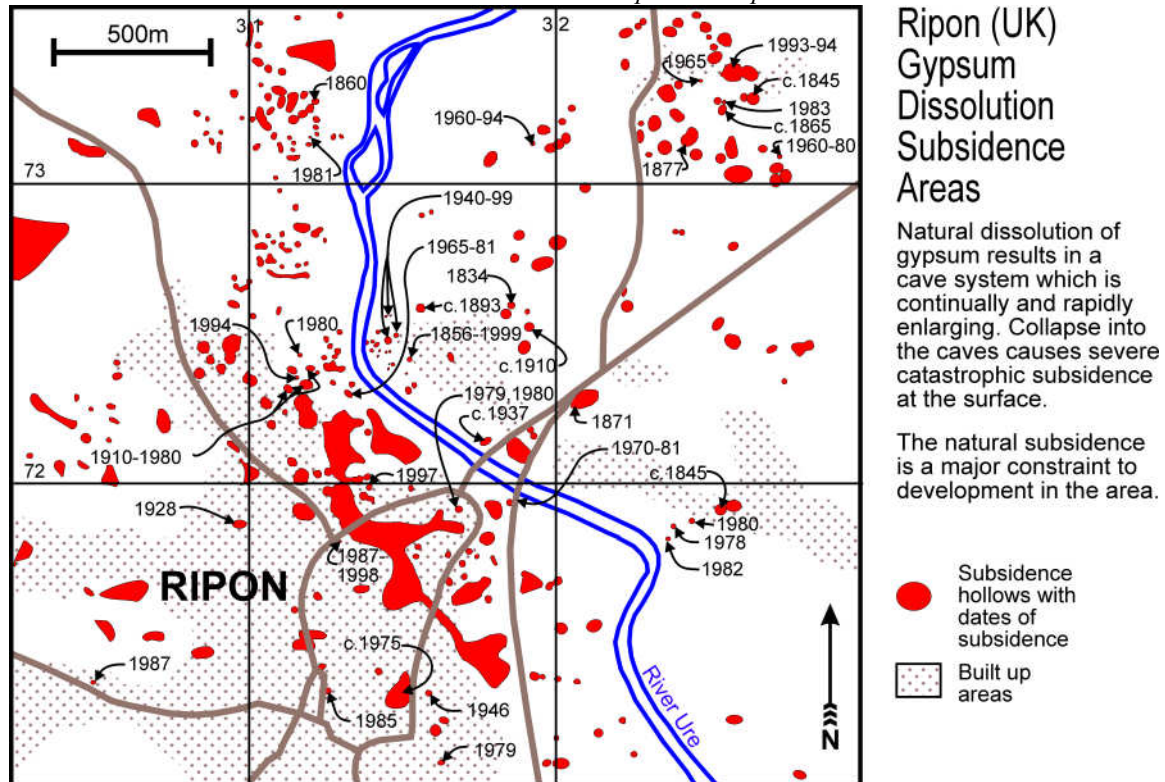 500m
31
32
1860
1960-94
1965
1993-94
c.1845
1983
c.1865
1960-80
1981
1877
73
1940-99
1965-81
1834
c.1893
1994
1980
1856-1999
c.1910
1979,1980
c.1937
1871
1910-1980
1970-81
72
1997
c.1845
1928
1980
1978
1982
1987-
1998
RIPON
c.1975
1987
1985
1946
1979
River Ure
N
Ripon (UK)
Gypsum
Dissolution
Subsidence
Areas
Natural dissolution of
gypsum results in a
cave system which is
continually and rapidly
enlarging. Collapse into
the caves causes severe
catastrophic subsidence
at the surface.
The natural subsidence
is a major constraint to
development in the area.
Subsidence
hollows with
dates of
subsidence
Built up
areas